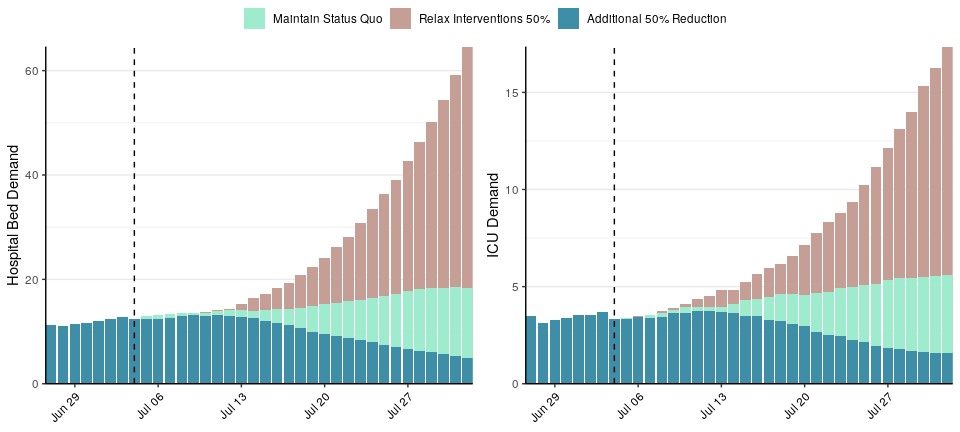 Maintain Status Quo Relax Interventions 50% Additional 50% Reduction
Hospital Bed Demand
60
40
20
0
Jun 29 Jul 06 Jul 13 Jul 20 Jul 27
ICU Demand
15
10
5
0
Jun 29 Jul 06 Jul 13 Jul 20 Jul 27